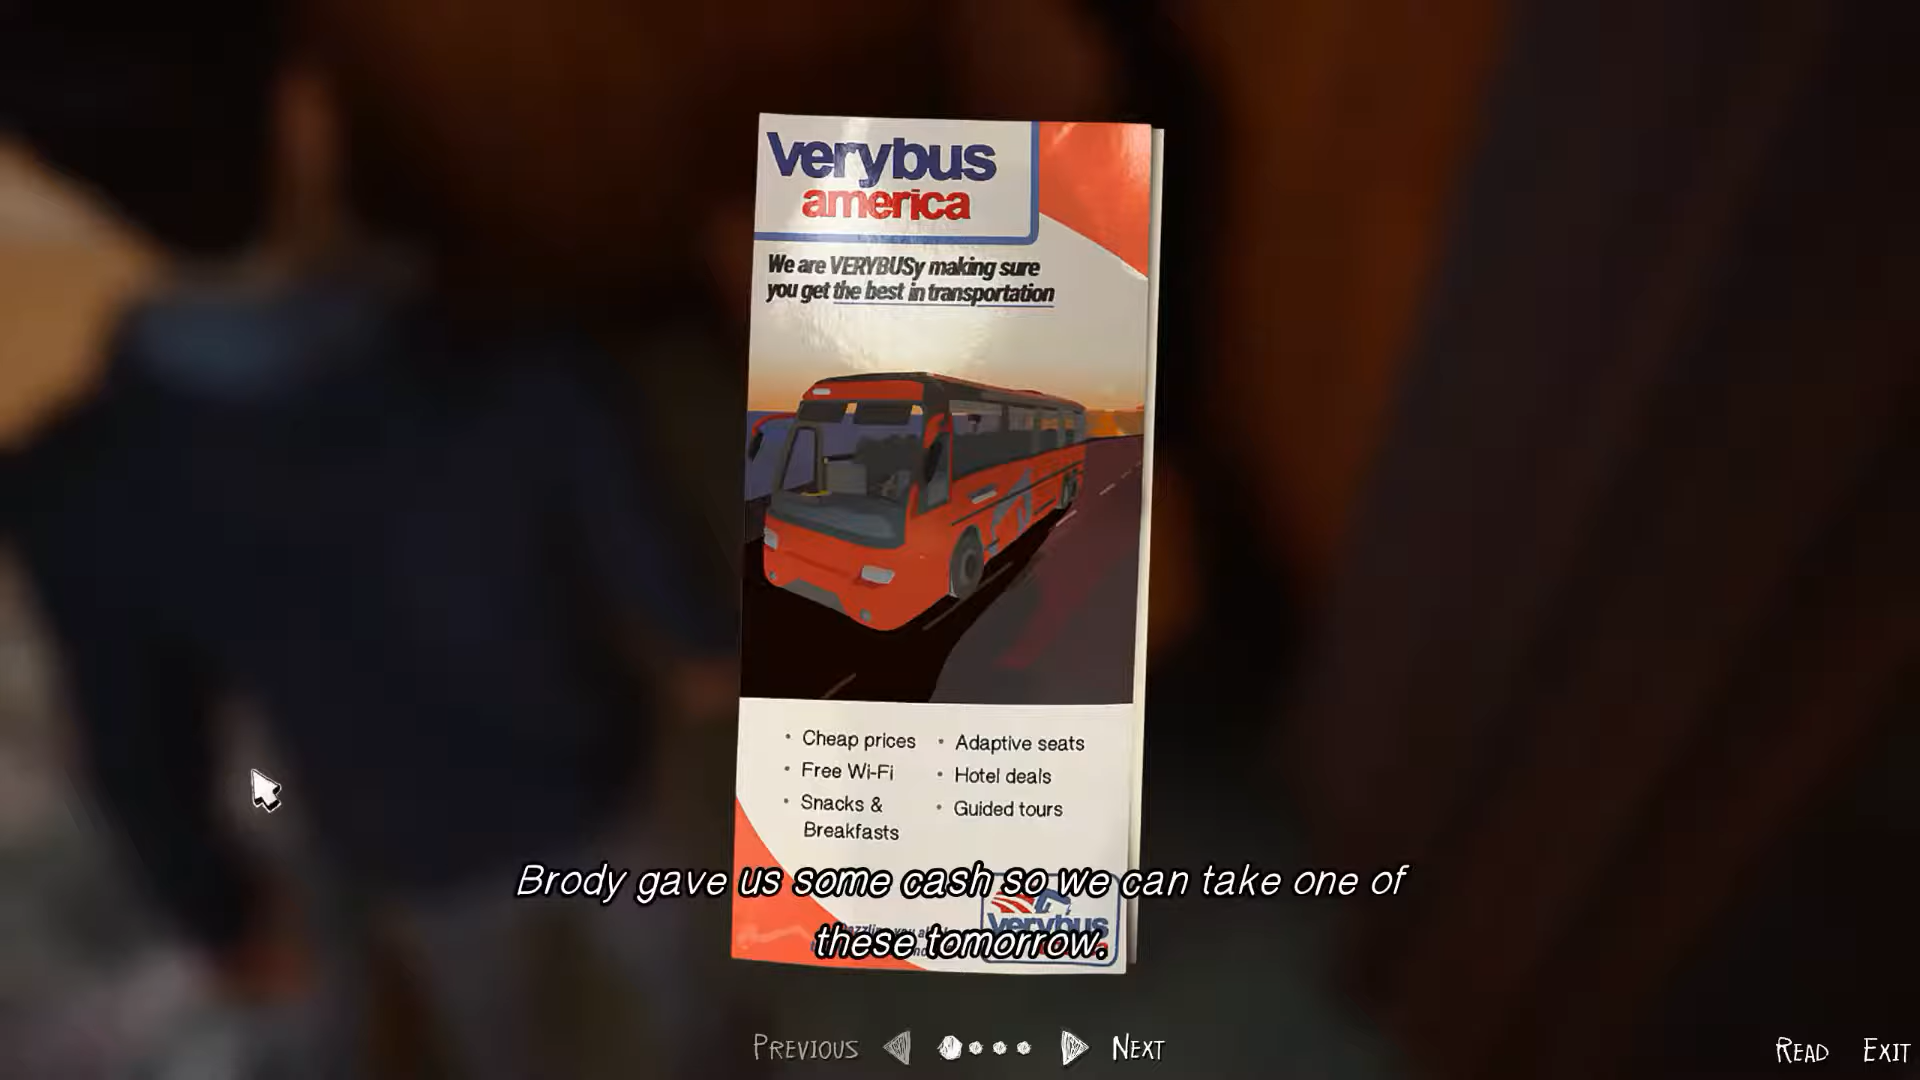 Verybus
america
We are VERYBUSy making sure
you get the best in transportation
• Cheap prices
• Free Wi-Fi
• Snacks &
Breakfasts
• Adaptive seats
• Hotel deals
• Guided tours
Brody gave us some cash so we can take one of
these tomorrow.
verybus
PREVIOUS
NEXT
READ
EXIT